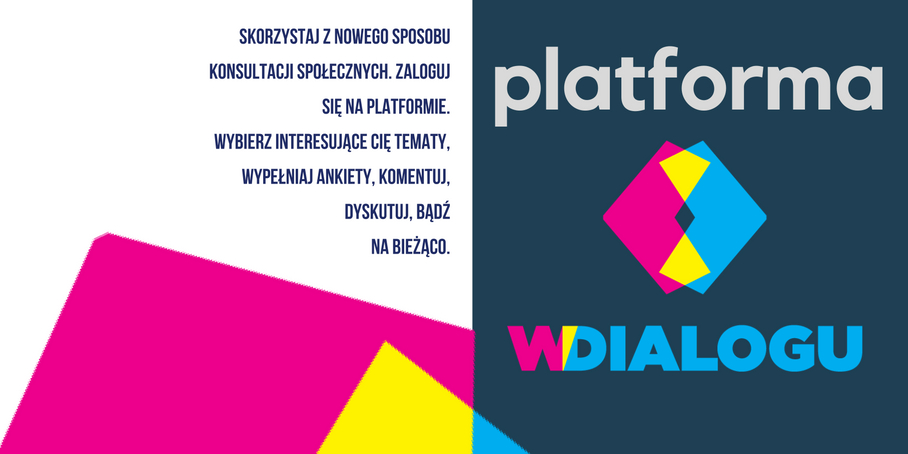 SKORZYSTAJ Z NOWEGO SPOSOBU
KONSULTACJI SPOŁECZNYCH. ZALOGUJ
SIĘ NA PLATFORMIE.
WYBIERZ INTERESUJĄCE CIĘ TEMATY,
WYPEŁNIAJ ANKIETY, KOMENTUJ,
DYSKUTUJ, BĄDŹ
NA BIEŻĄCO.
platforma
WDIALOGU